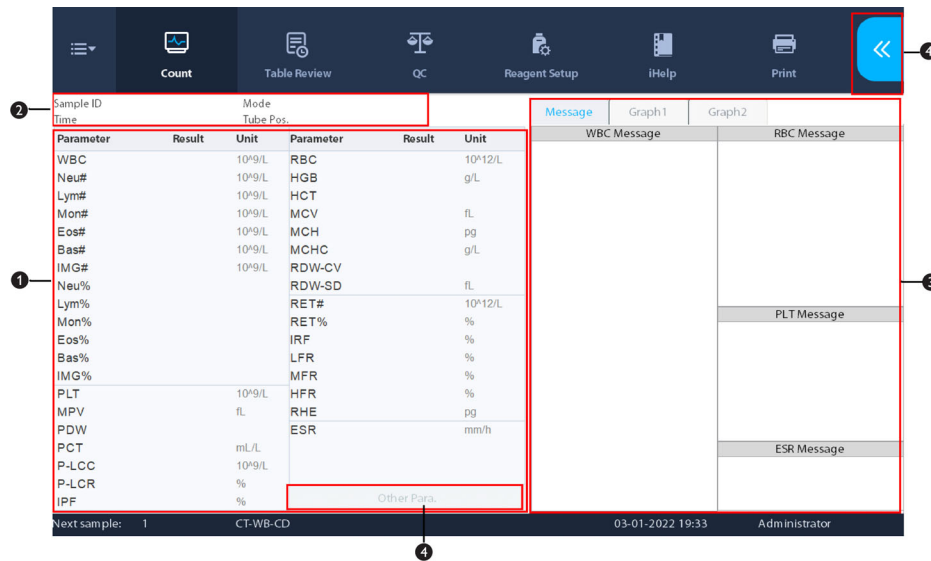 Count Table Review QC Reagent Setup iHelp Print
4
2
Sample ID Mode
Time Tube Pos.
Message Graph1 Graph2
Parameter Result Unit Parameter Result Unit
WBC Message RBC Message
WBC 10^9/L RBC 10^12/L
Neu# 10^9/L HGB g/L
Lym# 10^9/L HCT
Mon# 10^9/L MCV fL
Eos# 10^9/L MCH pg
Bas# 10^9/L MCHC g/L
IMG# 10^9/L RDW-CV
1
3
Neu% RDW-SD fL
Lym% RET# 10^12/L
Mon% RET% %
PLT Message
Eos% IRF %
Bas% LFR %
IMG% MFR %
PLT 10^9/L HFR %
MPV fL RHE pg
PDW ESR mm/h
PCT mL/L
ESR Message
P-LCC 10^9/L
P-LCR %
IPF %
Other Para.
Next sample: 1 CT-WB-CD 03-01-2022 19:33 Administrator
4